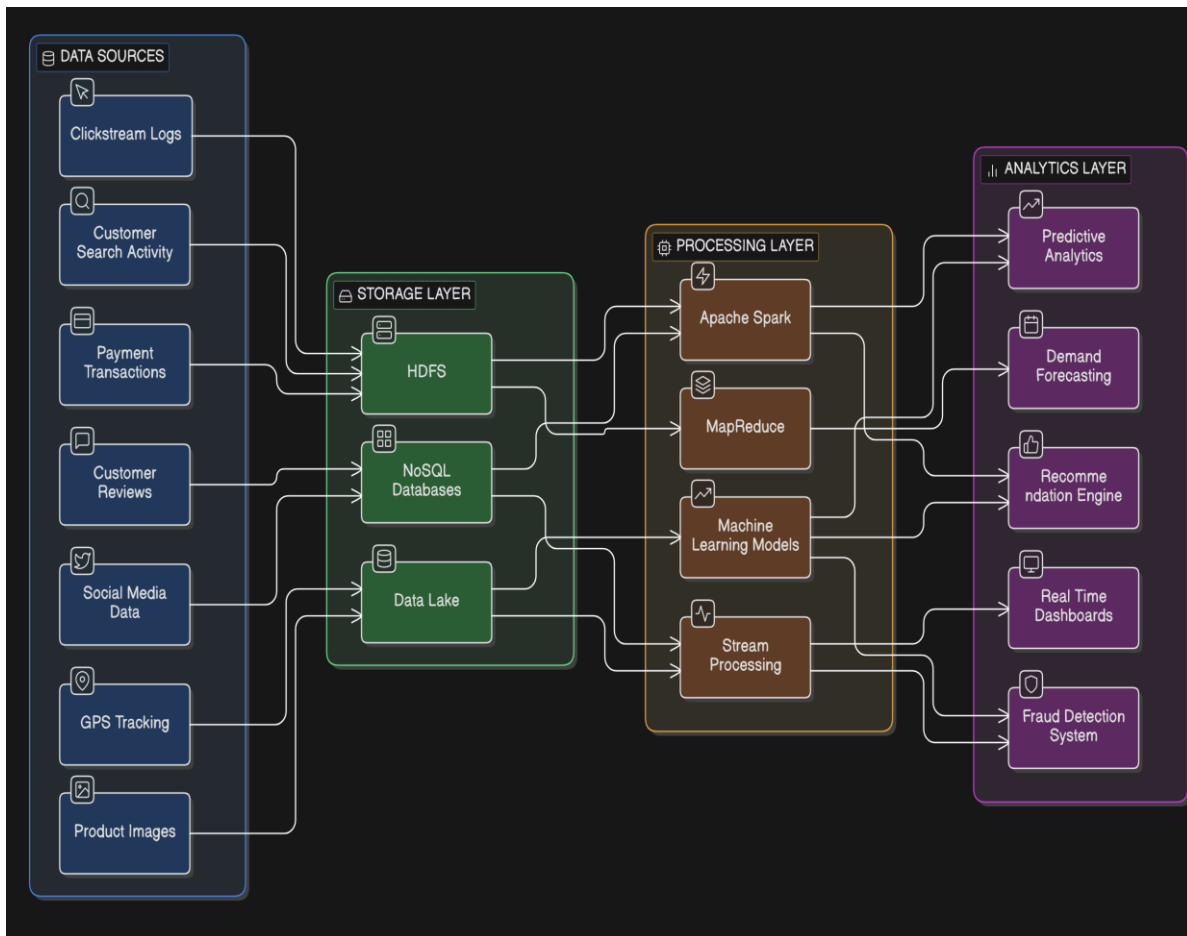 DATA SOURCES
Clickstream Logs
Customer
Search Activity
Payment
Transactions
Customer
Reviews
Social Media
Data
GPS Tracking
Product Images
STORAGE LAYER
HDFS
NoSQL
Databases
Data Lake
PROCESSING LAYER
Apache Spark
MapReduce
Machine
Learning Models
Stream
Processing
ANALYTICS LAYER
Predictive
Analytics
Demand
Forecasting
Recomme
ndation Engine
Real Time
Dashboards
Fraud Detection
System